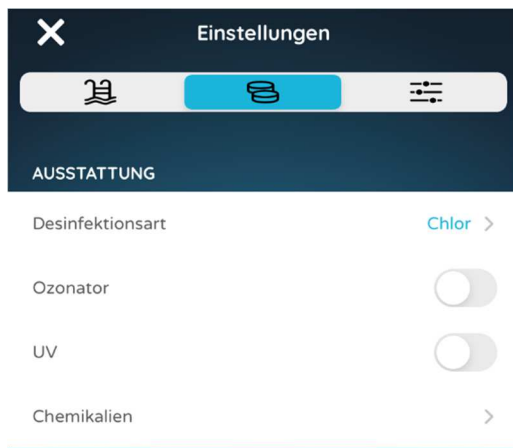 Einstellungen
AUSSTATTUNG
Desinfektionsart Chlor
Ozonator
UV
Chemikalien